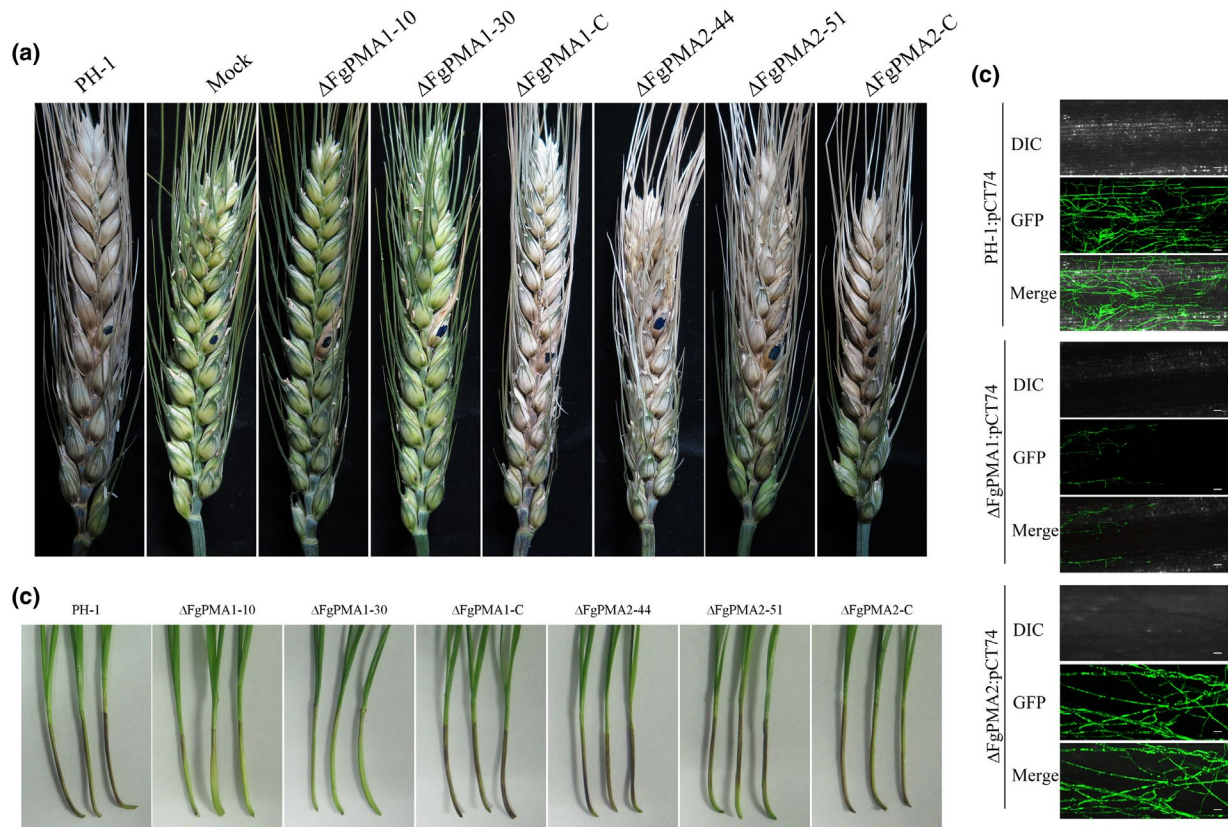 (a)
PH-1 Mock ΔFgPMA1-10 ΔFgPMA1-30 ΔFgPMA1-C ΔFgPMA2-44 ΔFgPMA2-51 ΔFgPMA2-C
(c)
PH-1 ΔFgPMA1-10 ΔFgPMA1-30 ΔFgPMA1-C ΔFgPMA2-44 ΔFgPMA2-51 ΔFgPMA2-C
(c)
PH-1:pCT74
DIC
GFP
Merge
ΔFgPMA1:pCT74
DIC
GFP
Merge
ΔFgPMA2:pCT74
DIC
GFP
Merge